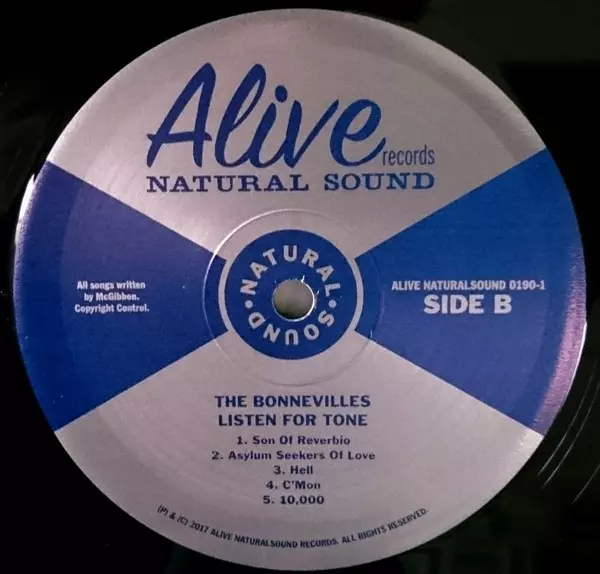 Alive
records
NATURAL SOUND
All songs written
by McGibbon.
Copyright Control.
NATURAL • SOUND •
ALIVE NATURALSOUND 0190-1
SIDE B
THE BONNEVILLES
LISTEN FOR TONE
1. Son Of Reverbio
2. Asylum Seekers Of Love
3. Hell
4. C'Mon
5. 10,000
(P) & (C) 2017 ALIVE NATURALSOUND RECORDS. ALL RIGHTS RESERVED.